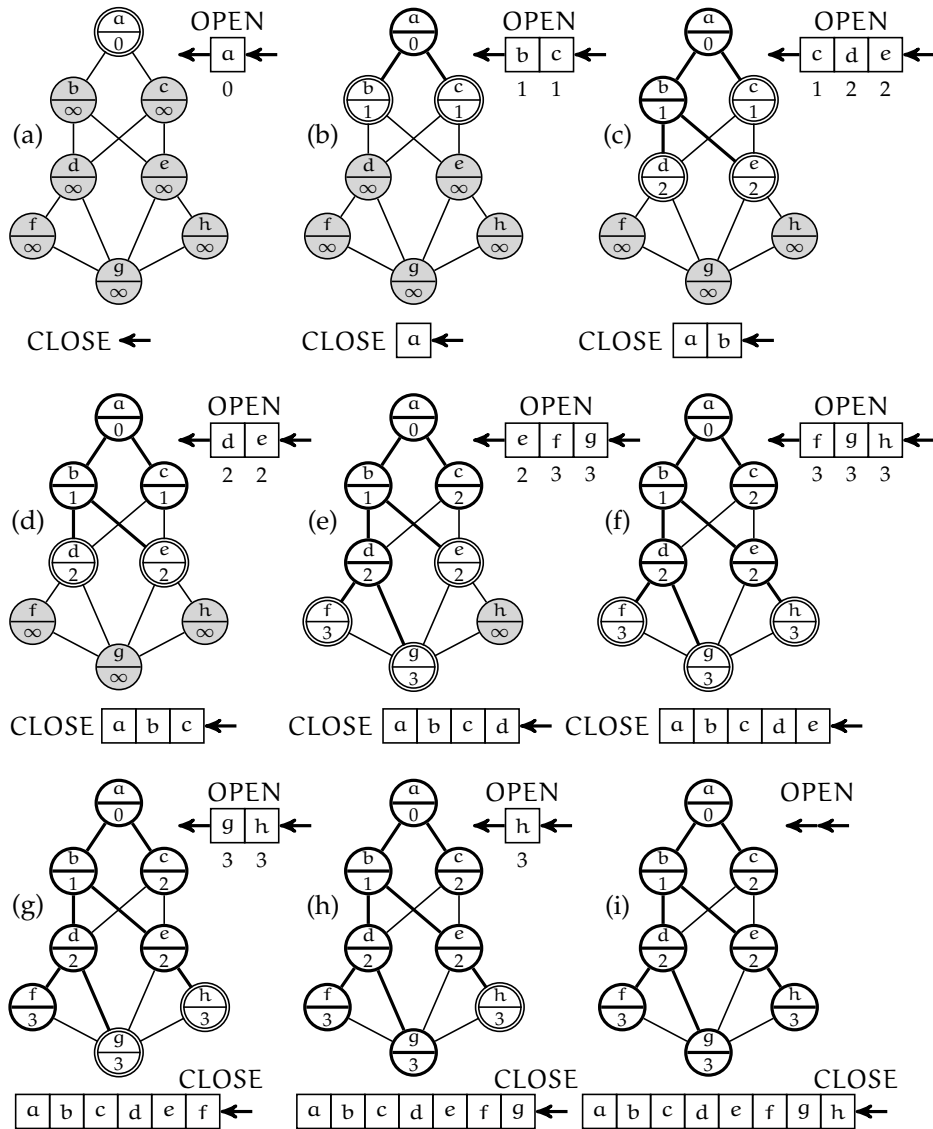 a OPEN a OPEN a OPEN
0 a 0 b c 0 c d e
0 1 1 1 2 2
b c b c b c
∞ ∞ 1 1 1 1
(a) (b) (c)
d e d e d e
∞ ∞ ∞ ∞ 2 2
f h f h f h
∞ ∞ ∞ ∞ ∞ ∞
g g g
∞ ∞ ∞
CLOSE CLOSE a CLOSE a b
a OPEN a OPEN a OPEN
0 d e 0 e f g 0 f g h
2 2 2 3 3 3 3 3
b c b c b c
1 1 1 2 1 2
(d) (e) (f)
d e d e d e
2 2 2 2 2 2
f h f h f h
∞ ∞ 3 ∞ 3 3
g g g
∞ 3 3
CLOSE a b c CLOSE a b c d CLOSE a b c d e
a OPEN a OPEN a OPEN
0 g h 0 h 0
3 3 3
b c b c b c
1 2 1 2 1 2
(g) (h) (i)
d e d e d e
2 2 2 2 2 2
f h f h f h
3 3 3 3 3 3
g g g
3 3 3
CLOSE CLOSE CLOSE
a b c d e f a b c d e f g a b c d e f g h